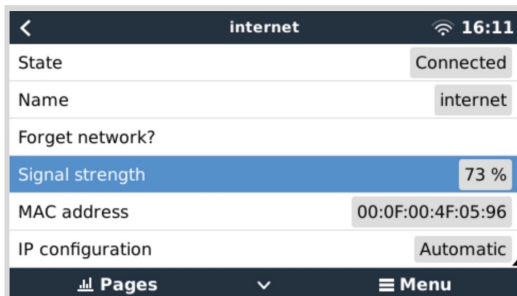 internet 16:11
State Connected
Name internet
Forget network?
Signal strength 73 %
MAC address 00:0F:00:4F:05:96
IP configuration Automatic
Pages Menu